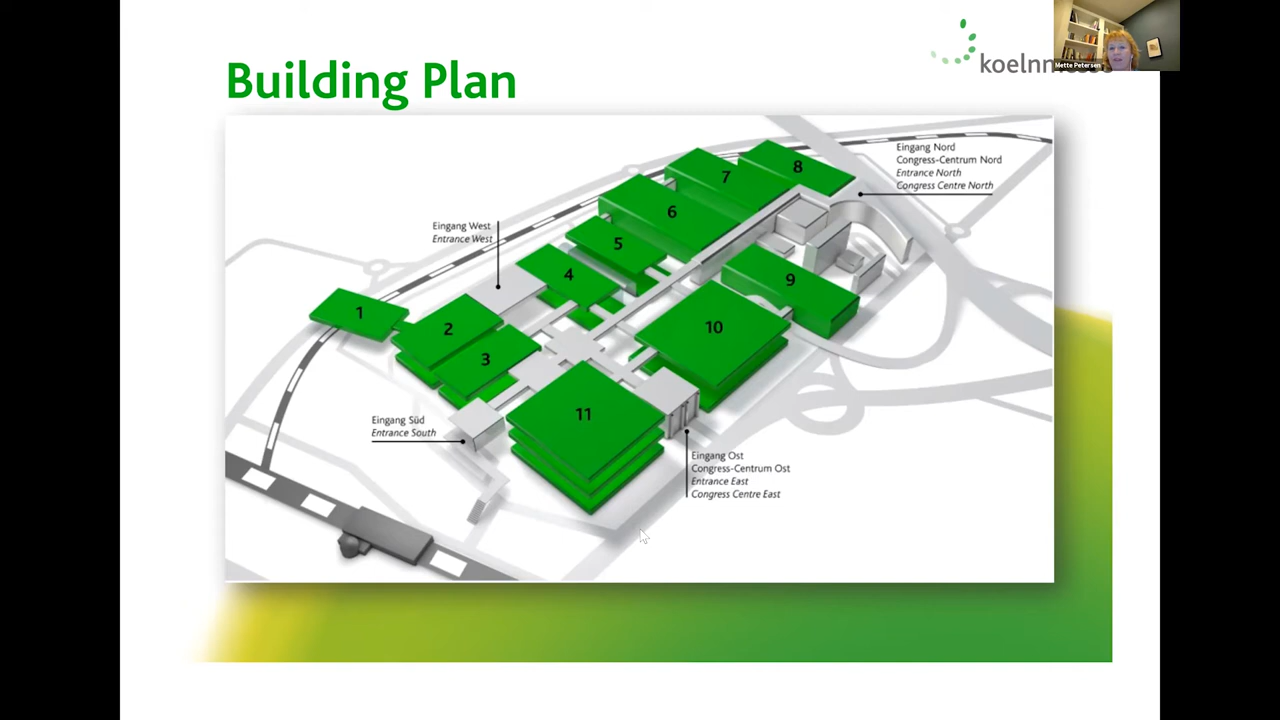 koelnmesse
Mette Petersen
Building Plan
Eingang Nord
Congress-Centrum Nord
Entrance North
Congress Centre North
8
7
6
Eingang West
Entrance West
5
4
9
1
2
10
3
11
Eingang Süd
Entrance South
Eingang Ost
Congress-Centrum Ost
Entrance East
Congress Centre East